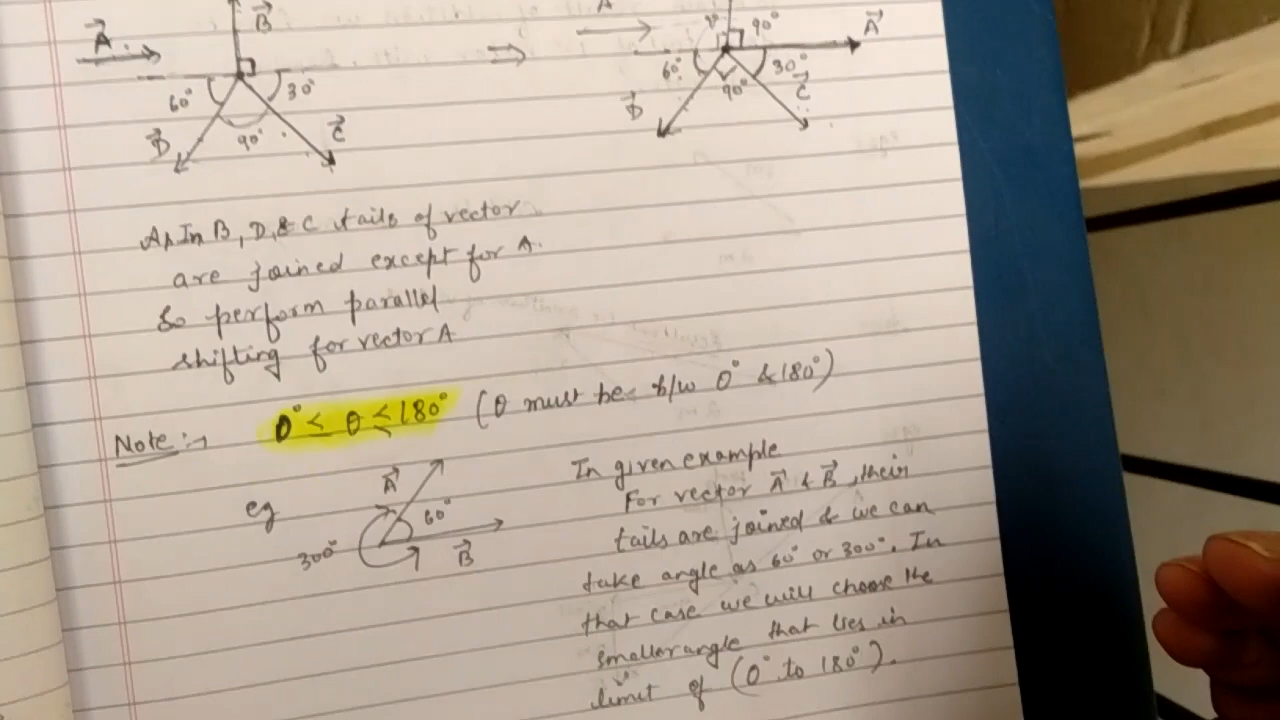 A⃗
B⃗
60°
30°
D⃗
90°
C⃗
⇒
A
90°
A⃗
60°
30°
C⃗
D⃗
90°
In B, D, & C tails of vector
are joined except for A.
So perform parallel
shifting for vector A
Note:→ 0° ≤ θ ≤ 180° (θ must be b/w 0° & 180°)
eg
A⃗
60°
300°
B⃗
In given example
For vector A⃗ & B⃗, their
tails are joined & we can
take angle as 60° or 300°. In
that case we will choose the
smaller angle that lies in
limit of (0° to 180°).